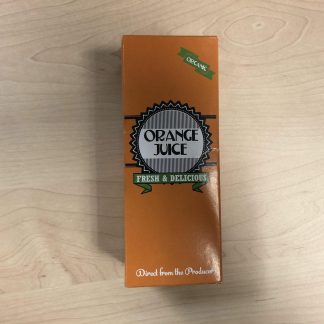 ORGANIC
ORANGE
JUICE
FRESH & DELICIOUS
Direct from the Producer